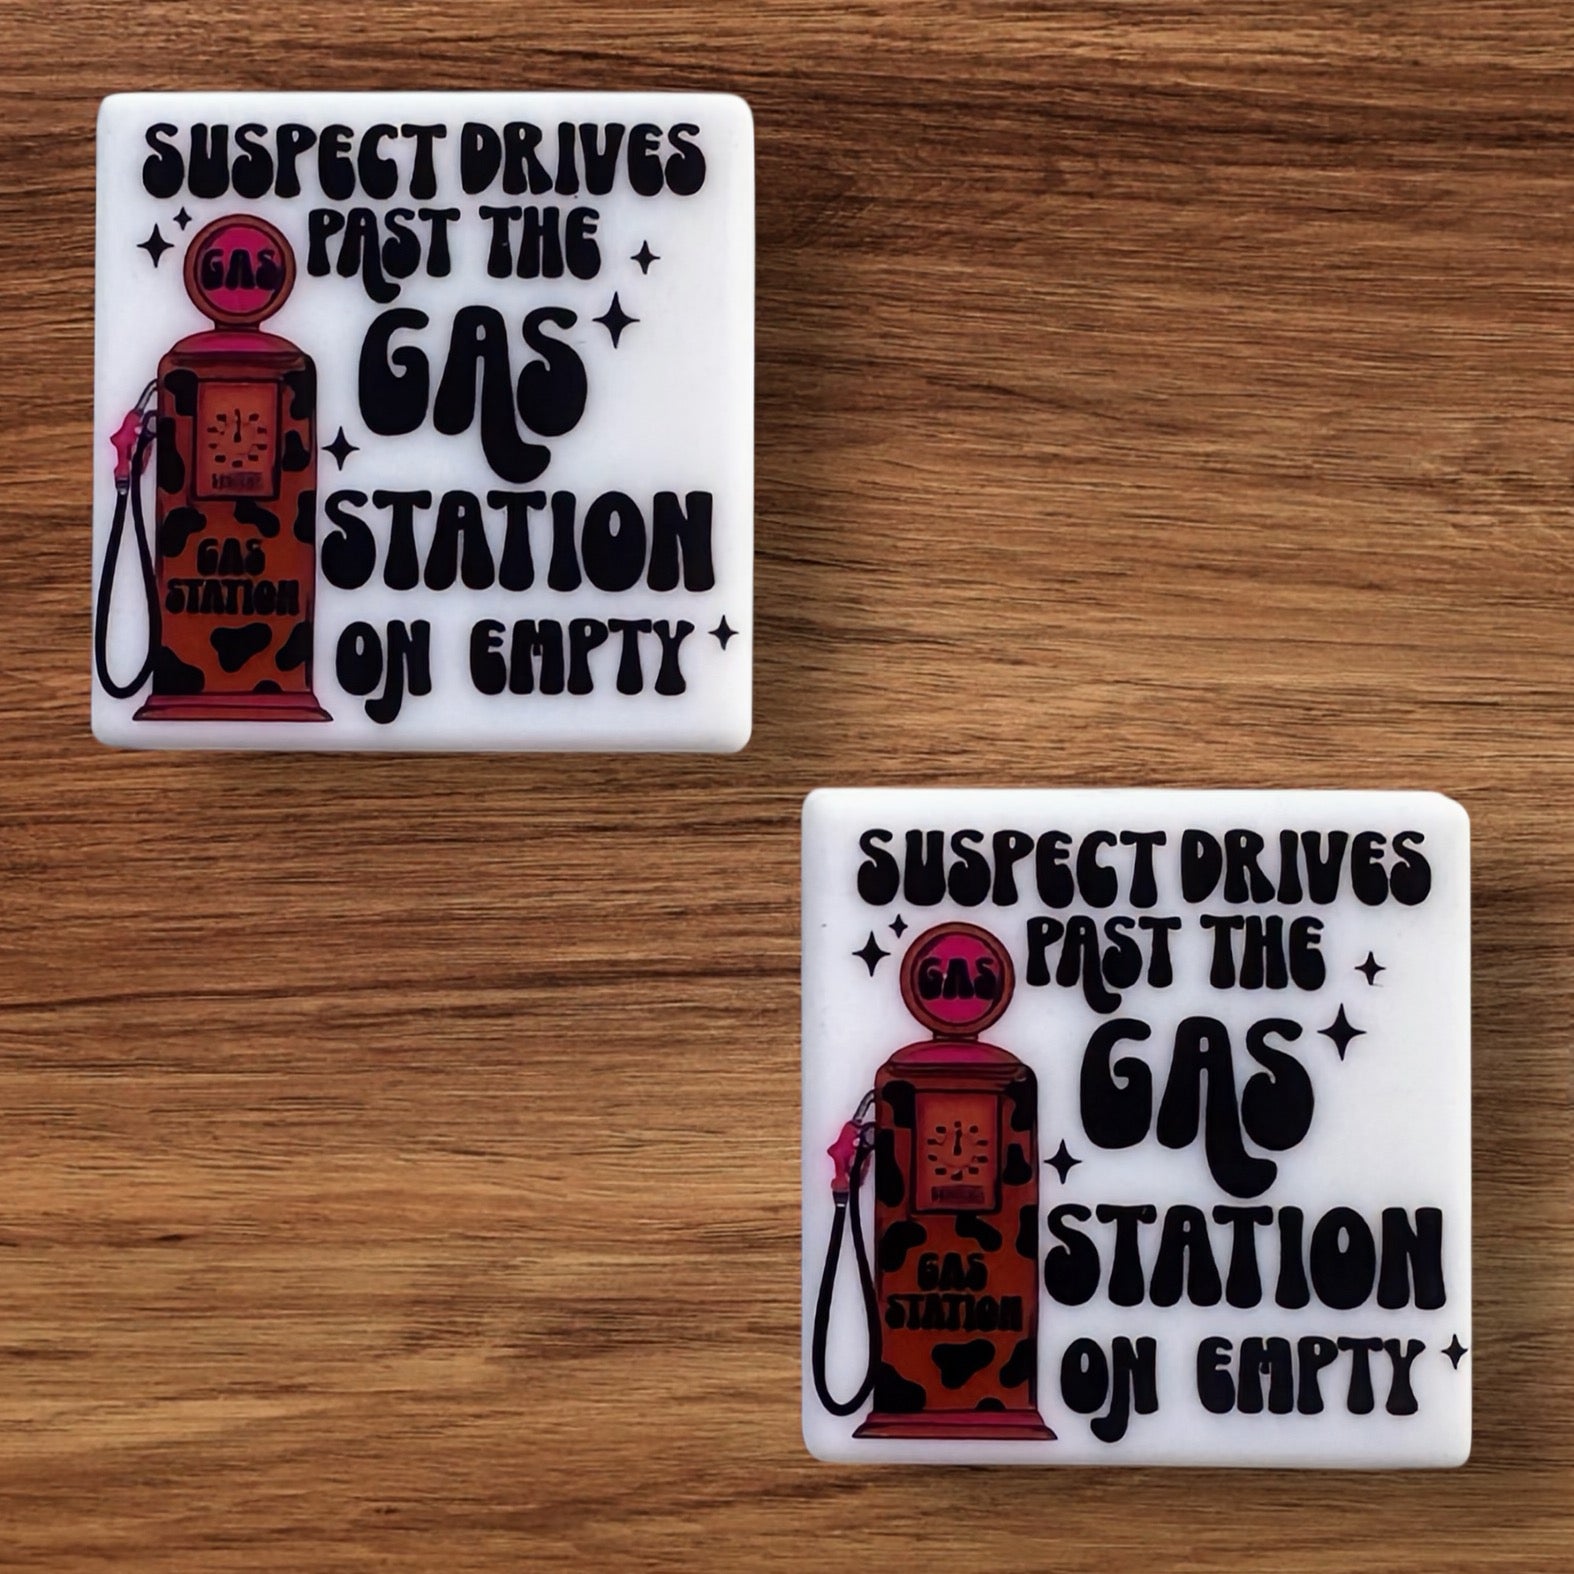 SUSPECT DRIVES
PAST THE
GAS
GAS
STATION
GAS
STATION
ON EMPTY
SUSPECT DRIVES
PAST THE
GAS
GAS
STATION
GAS
STATION
ON EMPTY